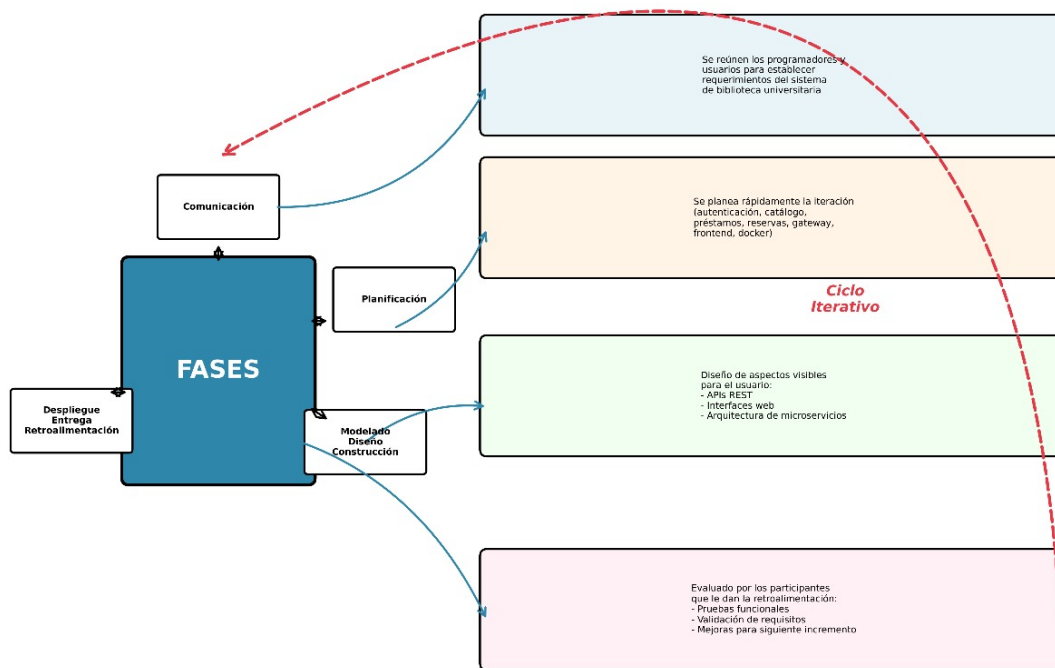 Se reúnen los programadores y
usuarios para establecer
requerimientos del sistema
de biblioteca universitaria
Comunicación
Se planea rápidamente la iteración
(autenticación, catálogo,
préstamos, reservas, gateway,
frontend, docker)
Planificación
Ciclo
Iterativo
FASES
Diseño de aspectos visibles
para el usuario:
- APIs REST
- Interfaces web
- Arquitectura de microservicios
Despliegue
Entrega
Retroalimentación
Modelado
Diseño
Construcción
Evaluado por los participantes
que le dan la retroalimentación:
- Pruebas funcionales
- Validación de requisitos
- Mejoras para siguiente incremento